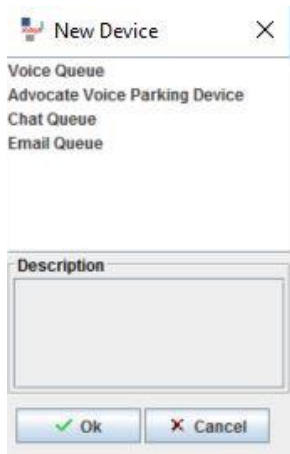 New Device
Voice Queue
Advocate Voice Parking Device
Chat Queue
Email Queue
Description
Ok
Cancel